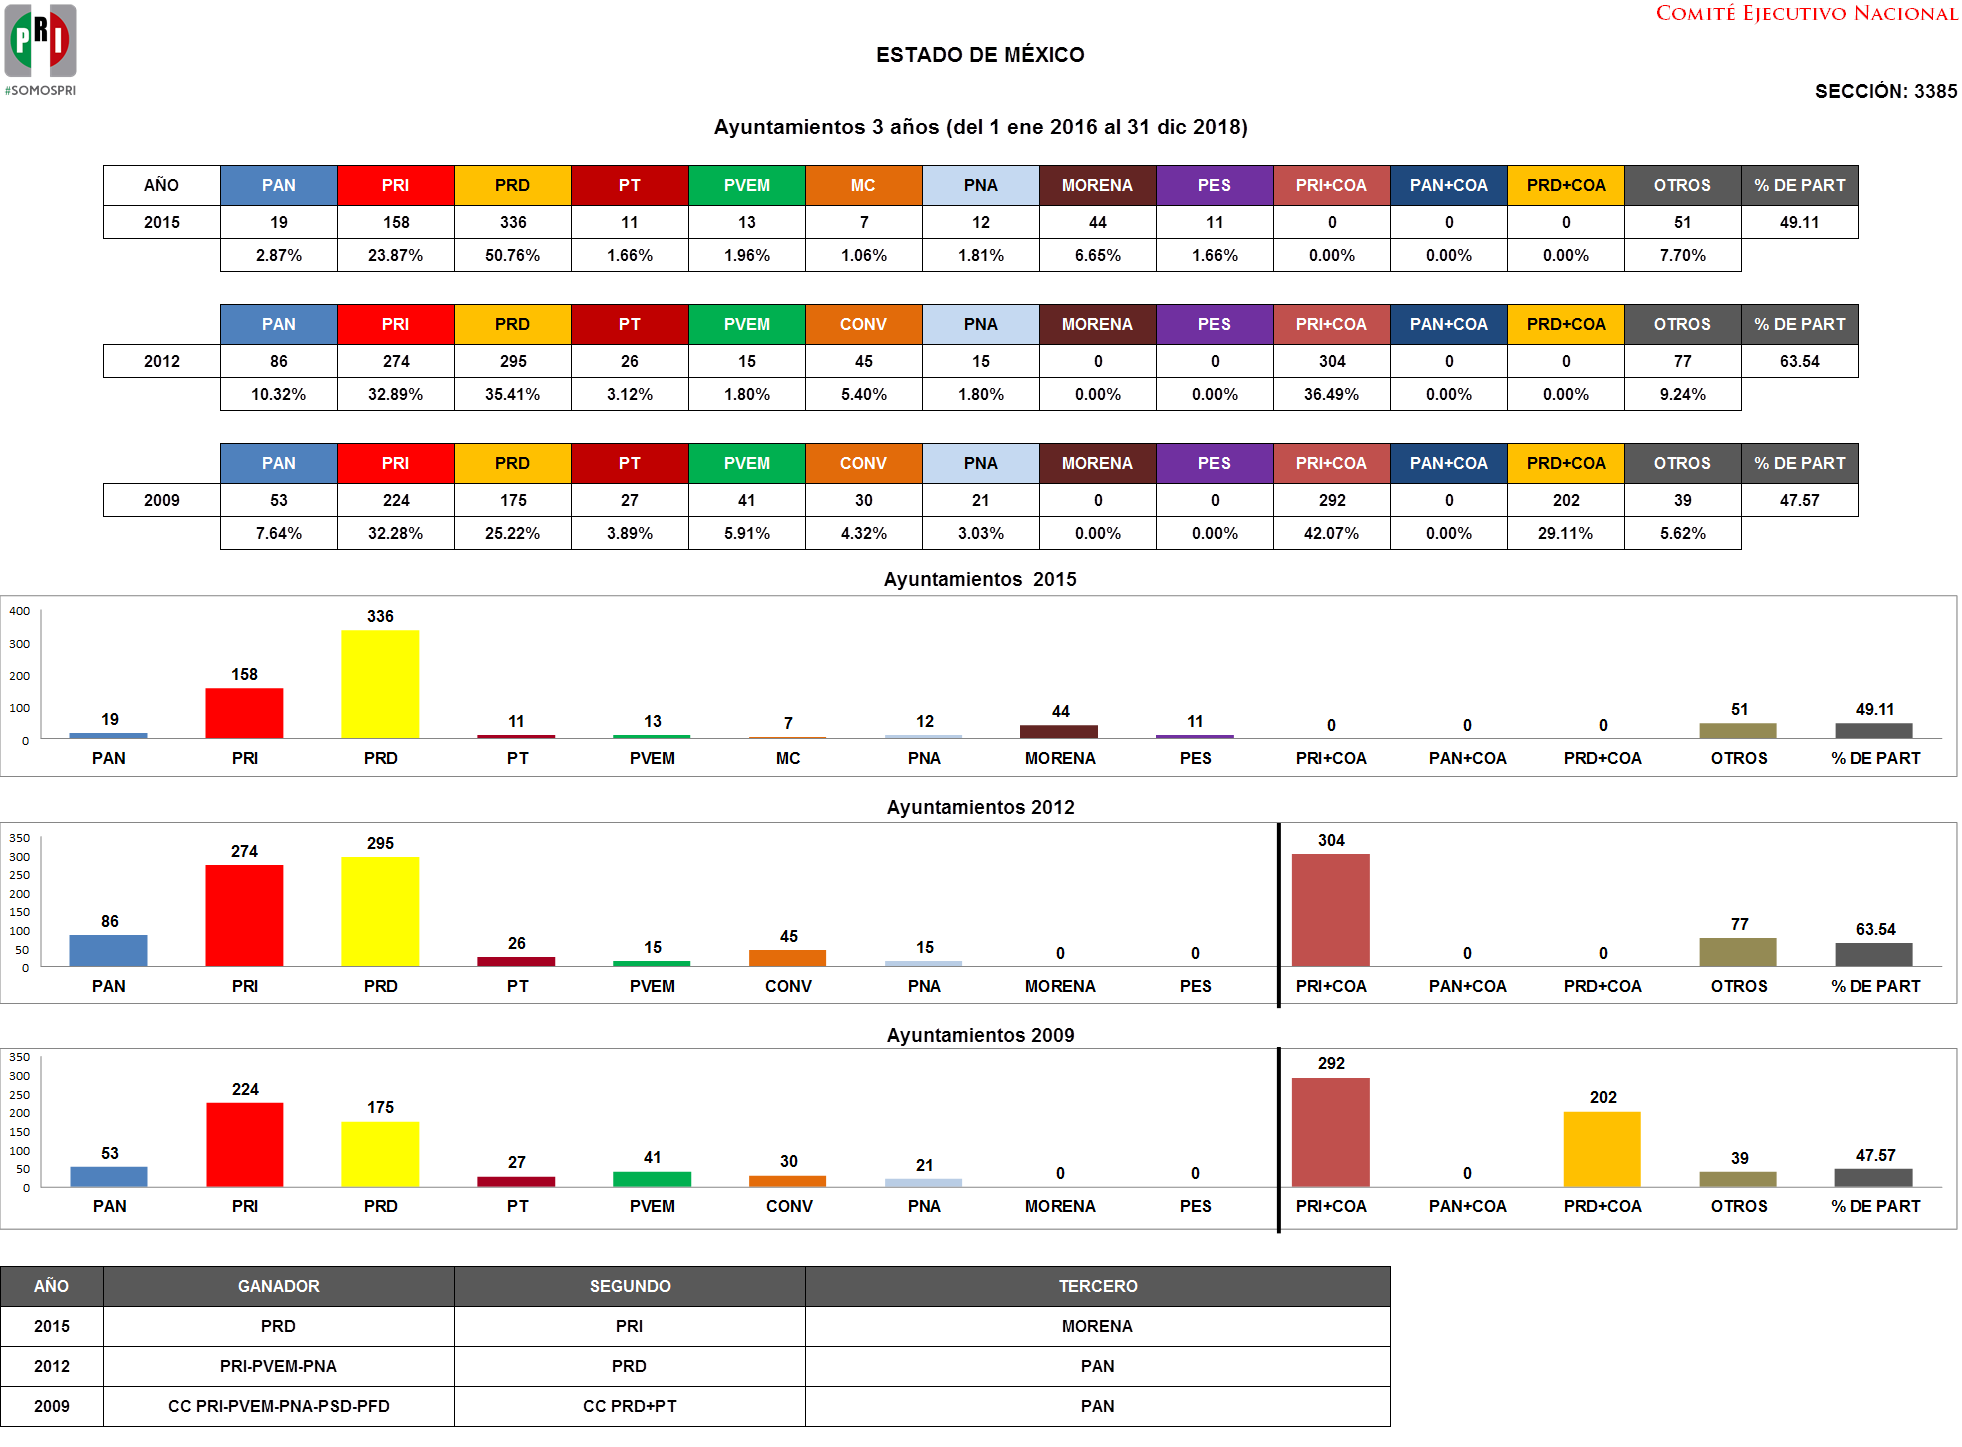 PRI
#SOMOSPRI
COMITÉ EJECUTIVO NACIONAL
ESTADO DE MÉXICO
SECCIÓN: 3385
Ayuntamientos 3 años (del 1 ene 2016 al 31 dic 2018)
AÑO PAN PRI PRD PT PVEM MC PNA MORENA PES PRI+COA PAN+COA PRD+COA OTROS % DE PART
2015 19 158 336 11 13 7 12 44 11 0 0 0 51 49.11
2.87% 23.87% 50.76% 1.66% 1.96% 1.06% 1.81% 6.65% 1.66% 0.00% 0.00% 0.00% 7.70%
PAN PRI PRD PT PVEM CONV PNA MORENA PES PRI+COA PAN+COA PRD+COA OTROS % DE PART
2012 86 274 295 26 15 45 15 0 0 304 0 0 77 63.54
10.32% 32.89% 35.41% 3.12% 1.80% 5.40% 1.80% 0.00% 0.00% 36.49% 0.00% 0.00% 9.24%
PAN PRI PRD PT PVEM CONV PNA MORENA PES PRI+COA PAN+COA PRD+COA OTROS % DE PART
2009 53 224 175 27 41 30 21 0 0 292 0 202 39 47.57
7.64% 32.28% 25.22% 3.89% 5.91% 4.32% 3.03% 0.00% 0.00% 42.07% 0.00% 29.11% 5.62%
Ayuntamientos 2015
400
300
200
100
0
19 158 336 11 13 7 12 44 11 0 0 0 51 49.11
PAN PRI PRD PT PVEM MC PNA MORENA PES PRI+COA PAN+COA PRD+COA OTROS % DE PART
Ayuntamientos 2012
350
300
250
200
150
100
50
0
86 274 295 26 15 45 15 0 0 304 0 0 77 63.54
PAN PRI PRD PT PVEM CONV PNA MORENA PES PRI+COA PAN+COA PRD+COA OTROS % DE PART
Ayuntamientos 2009
350
300
250
200
150
100
50
0
53 224 175 27 41 30 21 0 0 292 0 202 39 47.57
PAN PRI PRD PT PVEM CONV PNA MORENA PES PRI+COA PAN+COA PRD+COA OTROS % DE PART
AÑO GANADOR SEGUNDO TERCERO
2015 PRD PRI MORENA
2012 PRI-PVEM-PNA PRD PAN
2009 CC PRI-PVEM-PNA-PSD-PFD CC PRD+PT PAN